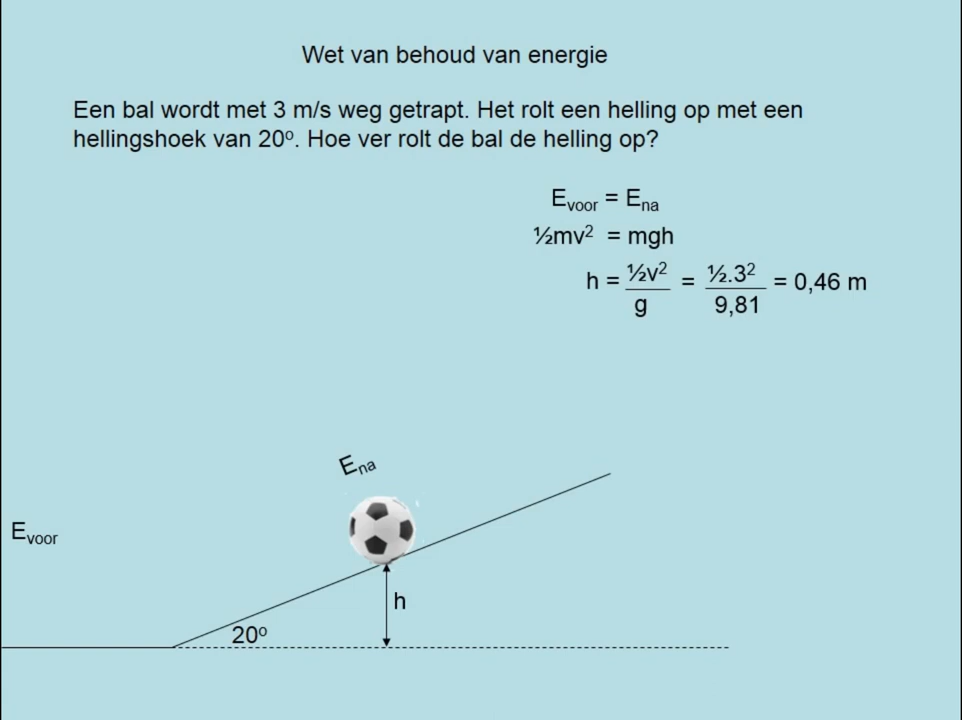 Wet van behoud van energie
Een bal wordt met 3 m/s weg getrapt. Het rolt een helling op met een
hellingshoek van 20º. Hoe ver rolt de bal de helling op?
E_voor = E_na
½mv² = mgh
h = ½v²/g = ½.3²/9,81 = 0,46 m
E_na
E_voor
h
20º